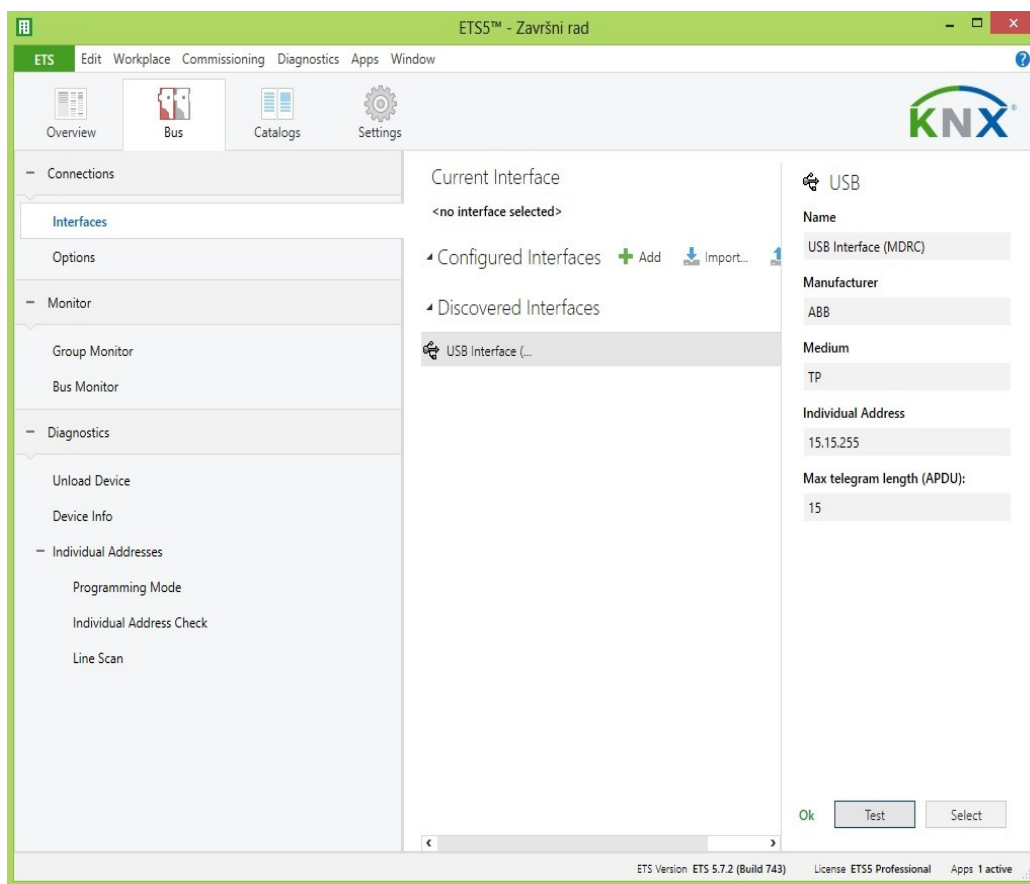 ETS5™ - Završni rad
ETS Edit Workplace Commissioning Diagnostics Apps Window
?
Overview Bus Catalogs Settings
KNX®
Connections
Interfaces
Options
Monitor
Group Monitor
Bus Monitor
Diagnostics
Unload Device
Device Info
Individual Addresses
Programming Mode
Individual Address Check
Line Scan
Current Interface
<no interface selected>
Configured Interfaces Add Import...
Discovered Interfaces
USB Interface (...
USB
Name
USB Interface (MDRC)
Manufacturer
ABB
Medium
TP
Individual Address
15.15.255
Max telegram length (APDU):
15
Ok Test Select
ETS Version ETS 5.7.2 (Build 743) License ETS5 Professional Apps 1 active